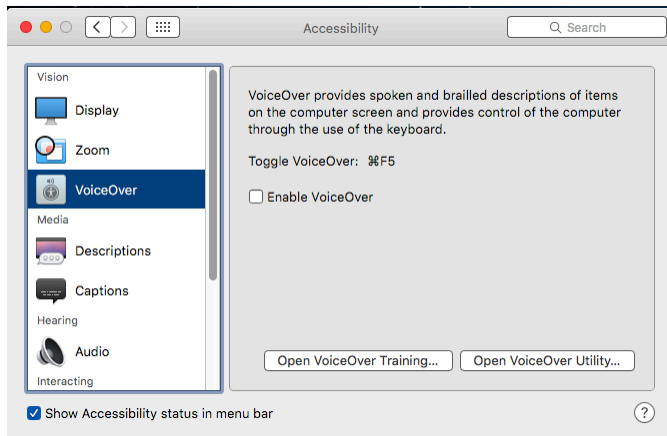 Accessibility
Search
Vision
Display
Zoom
VoiceOver
Media
Descriptions
Captions
Hearing
Audio
Interacting
VoiceOver provides spoken and brailled descriptions of items
on the computer screen and provides control of the computer
through the use of the keyboard.
Toggle VoiceOver: ⌘F5
Enable VoiceOver
Open VoiceOver Training...
Open VoiceOver Utility...
Show Accessibility status in menu bar
?